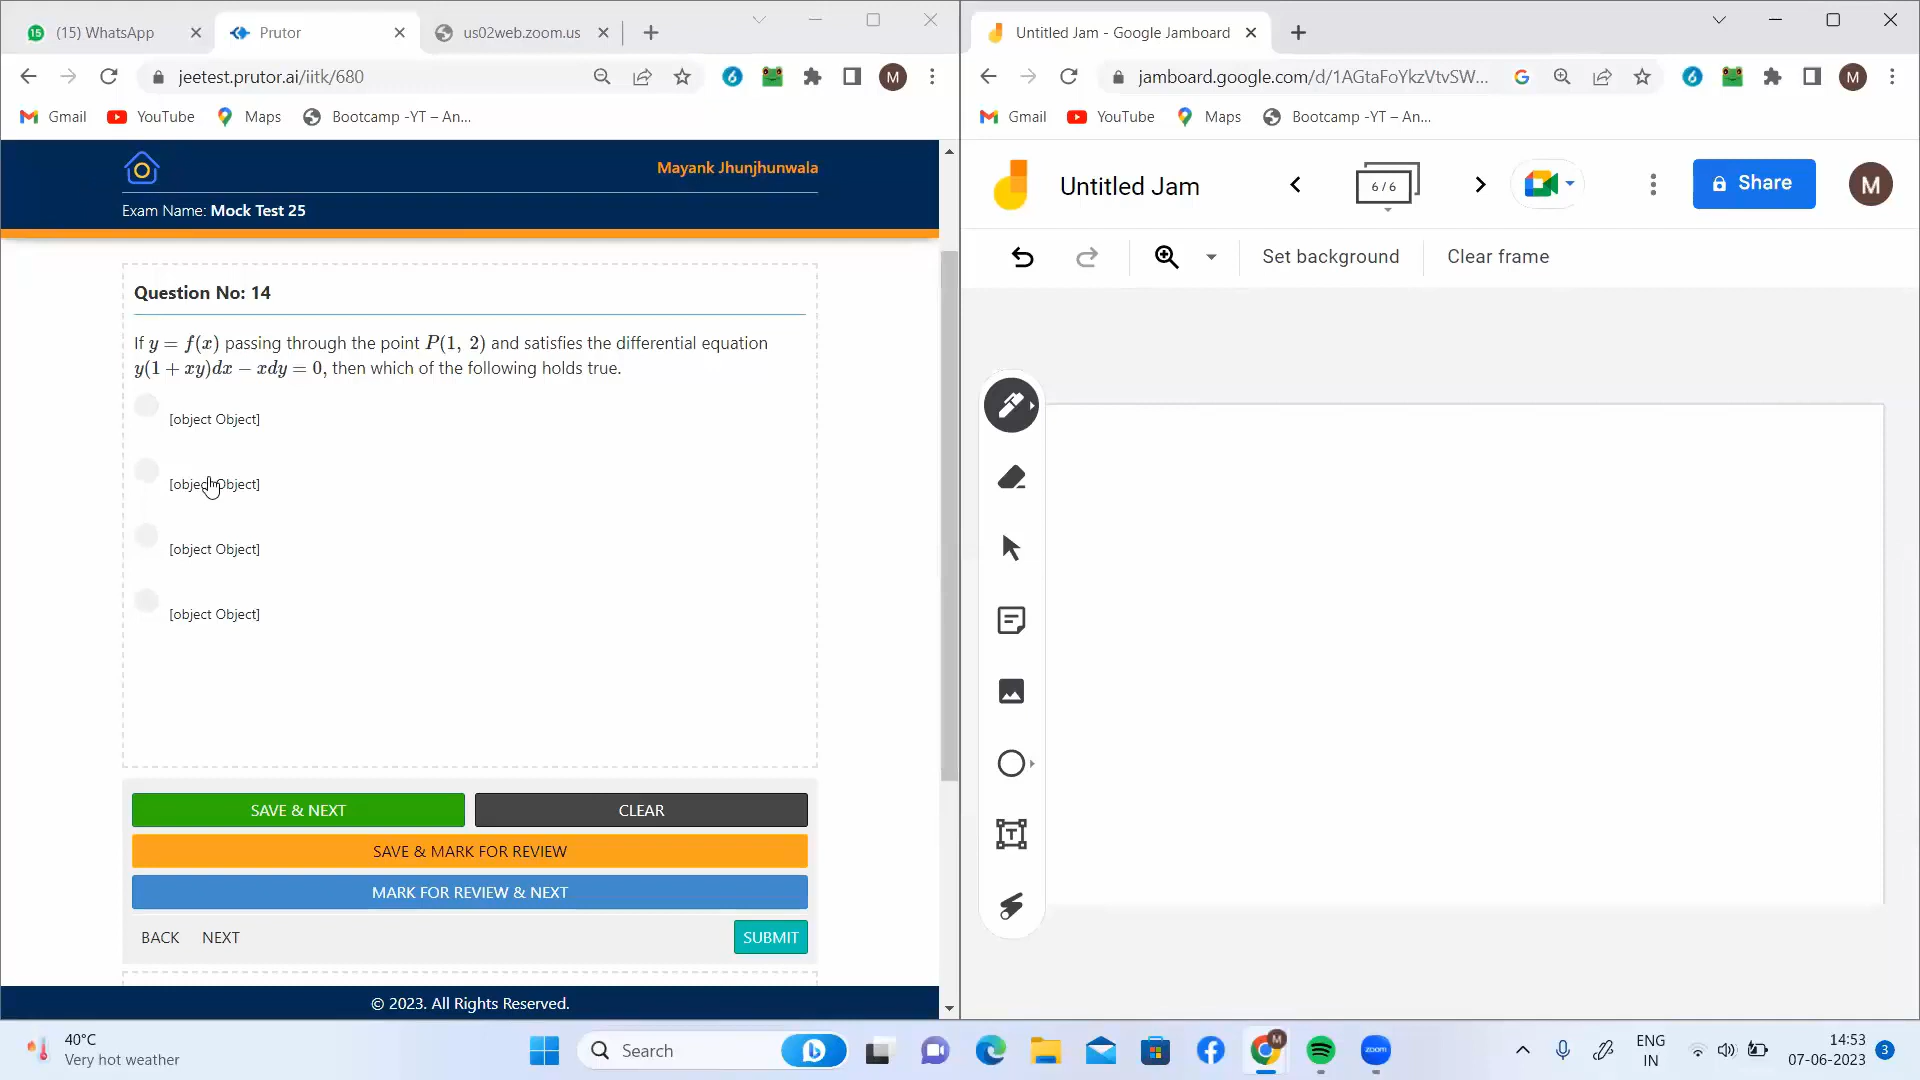 (15) WhatsApp
Prutor
us02web.zoom.us
jeetest.prutor.ai/iitk/680
M
Gmail
YouTube
Maps
Bootcamp -YT – An...
Mayank Jhunjhunwala
Exam Name: Mock Test 25
Question No: 14
If y = f(x) passing through the point P(1, 2) and satisfies the differential equation
y(1 + xy)dx − xdy = 0, then which of the following holds true.
[object Object]
[object Object]
[object Object]
[object Object]
SAVE & NEXT
CLEAR
SAVE & MARK FOR REVIEW
MARK FOR REVIEW & NEXT
BACK
NEXT
SUBMIT
© 2023. All Rights Reserved.
Untitled Jam - Google Jamboard
jamboard.google.com/d/1AGtaFoYkzVtvSW...
M
Gmail
YouTube
Maps
Bootcamp -YT – An...
Untitled Jam
6 / 6
Share
M
Set background
Clear frame
40°C
Very hot weather
Search
zoom
ENG
IN
14:53
07-06-2023
3